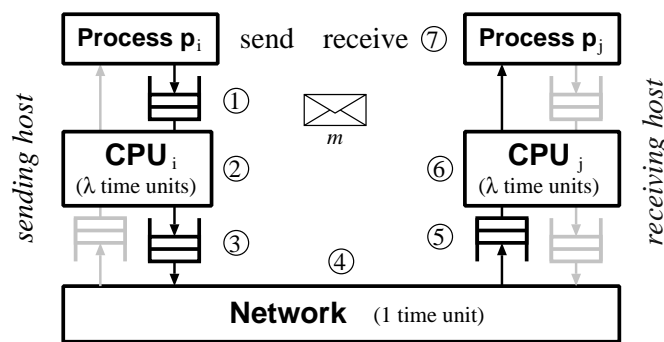 Process pi send receive ⑦ Process pj
①
m
sending host
CPU i
(λ time units)
②
⑥
CPU j
(λ time units)
receiving host
③
④
⑤
Network (1 time unit)